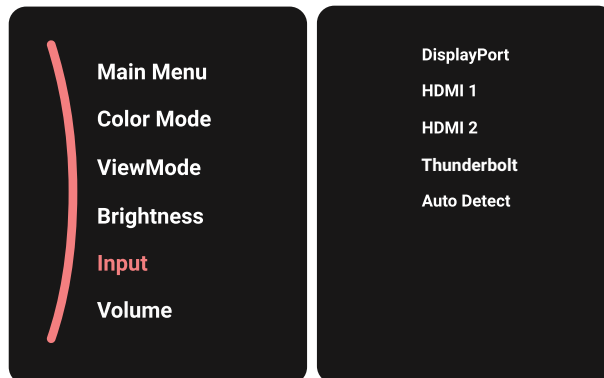 Main Menu
Color Mode
ViewMode
Brightness
Input
Volume
DisplayPort
HDMI 1
HDMI 2
Thunderbolt
Auto Detect